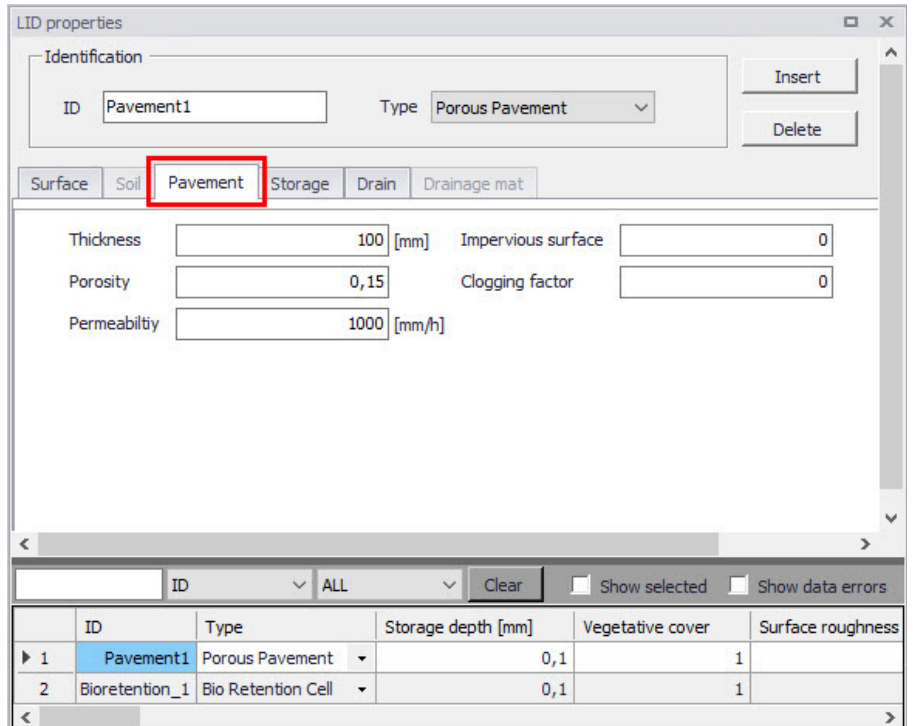 LID properties
Identification
Insert
ID Pavement1 Type Porous Pavement
Delete
Surface Soil Pavement Storage Drain Drainage mat
Thickness 100 [mm] Impervious surface 0
Porosity 0,15 Clogging factor 0
Permeabiltiy 1000 [mm/h]
ID ALL Clear Show selected Show data errors
ID Type Storage depth [mm] Vegetative cover Surface roughness
1 Pavement1 Porous Pavement 0,1 1
2 Bioretention_1 Bio Retention Cell 0,1 1